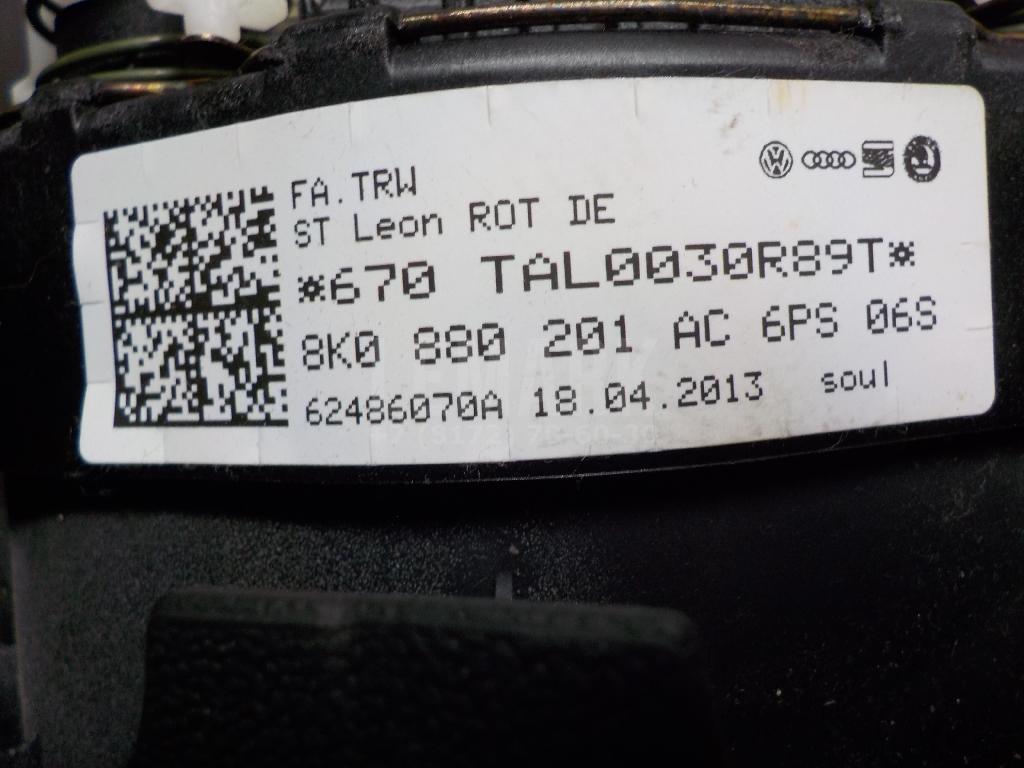 FA.TRW
ST Leon ROT DE
*670 TAL0030R89T*
8K0 880 201 AC 6PS 06S
62486070A 18.04.2013 soul